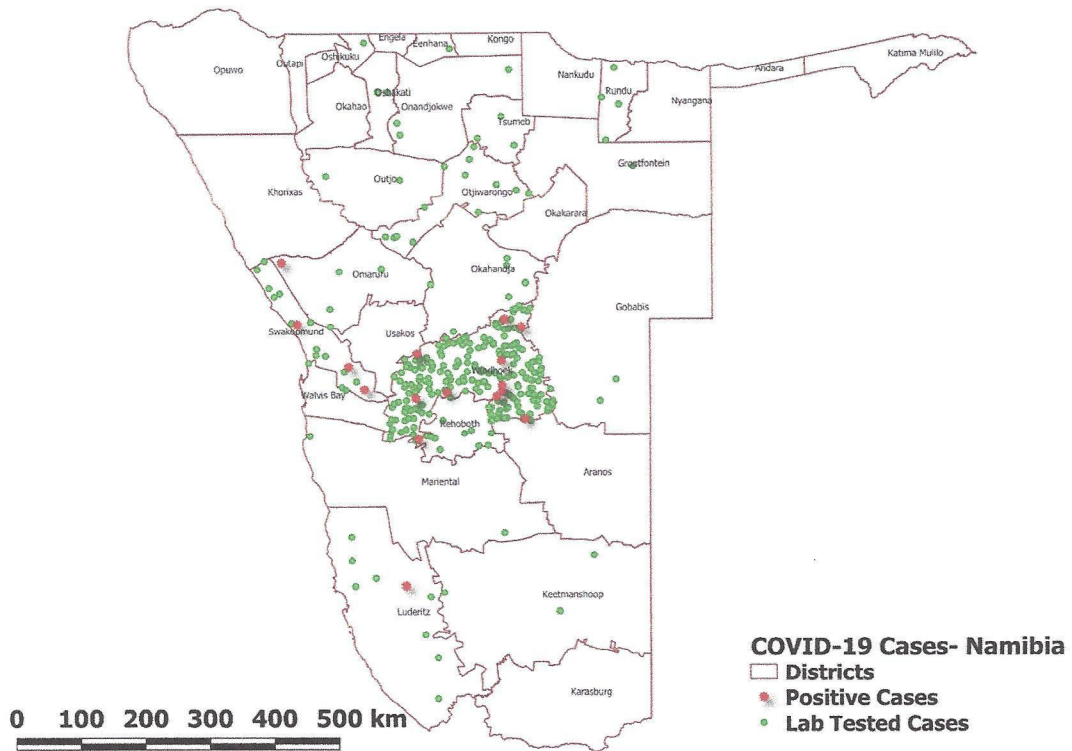 Engela
Eenhana
Kongo
Oshikuku
Outapi
Opuwo
Katima Mulilo
Andara
Nankudu
Rundu
Nyangana
Oshakati
Okahao
Onandjokwe
Tsumeb
Grootfontein
Khorixas
Outjo
Otjiwarongo
Okakarara
Omaruru
Okahandja
Gobabis
Swakopmund
Usakos
Windhoek
Walvis Bay
Rehoboth
Aranos
Mariental
Keetmanshoop
Luderitz
Karasburg
COVID-19 Cases- Namibia
Districts
Positive Cases
Lab Tested Cases
0 100 200 300 400 500 km